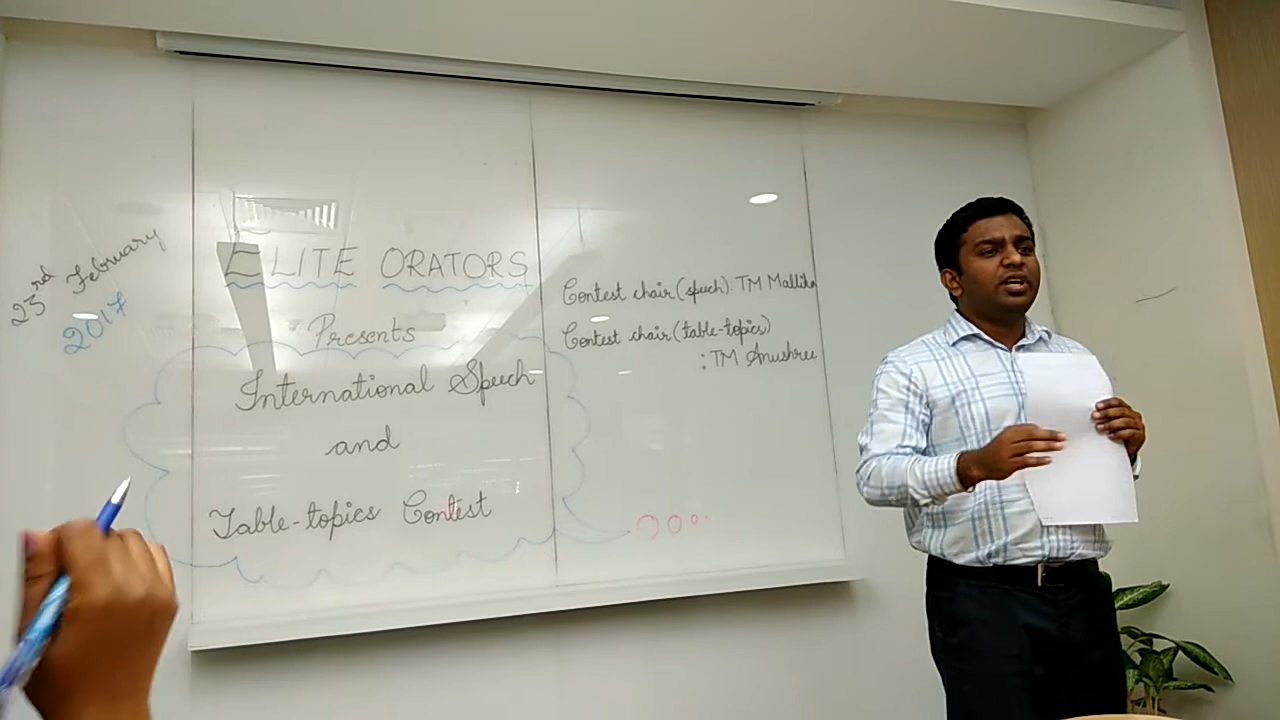 23rd February
2017
ELITE ORATORS
Presents
International Speech
and
Table-topics Contest
Contest chair (speech): TM Mallika
Contest chair (table-topics)
: TM Anushree